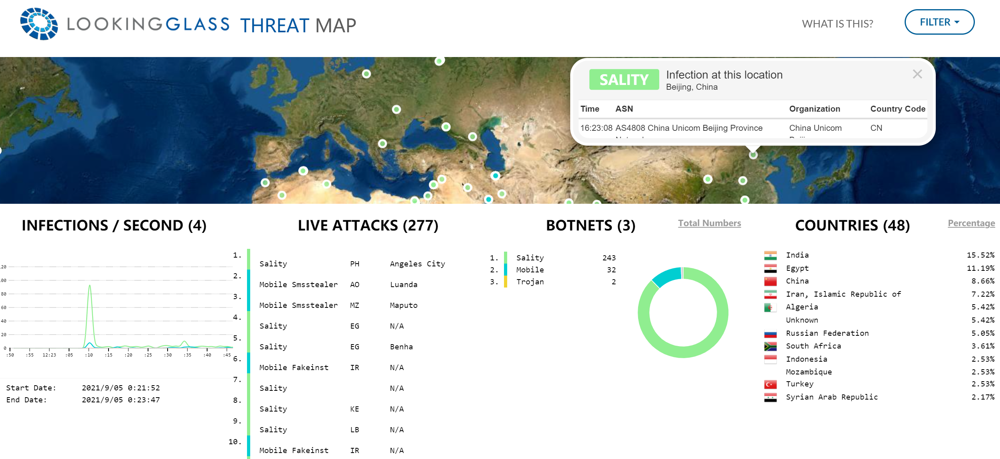 LOOKINGGLASS THREAT MAP
WHAT IS THIS?
FILTER
SALITY
Infection at this location
Beijing, China
Time ASN Organization Country Code
16:23:08 AS4808 China Unicom Beijing Province China Unicom CN
INFECTIONS / SECOND (4)
20
00
80
60
40
20
0
:50 :55 12:23 :05 :10 :15 :20 :25 :30 :35 :40 :45
Start Date: 2021/9/05 0:21:52
End Date: 2021/9/05 0:23:47
LIVE ATTACKS (277)
1. Sality PH Angeles City
2. Mobile Smsstealer AO Luanda
3. Mobile Smsstealer MZ Maputo
4. Sality EG N/A
5. Sality EG Benha
6. Mobile Fakeinst IR N/A
7. Sality N/A
8. Sality KE N/A
9. Sality LB N/A
10. Mobile Fakeinst IR N/A
BOTNETS (3) Total Numbers
1. Sality 243
2. Mobile 32
3. Trojan 2
COUNTRIES (48) Percentage
India 15.52%
Egypt 11.19%
China 8.66%
Iran, Islamic Republic of 7.22%
Algeria 5.42%
Unknown 5.42%
Russian Federation 5.05%
South Africa 3.61%
Indonesia 2.53%
Mozambique 2.53%
Turkey 2.53%
Syrian Arab Republic 2.17%